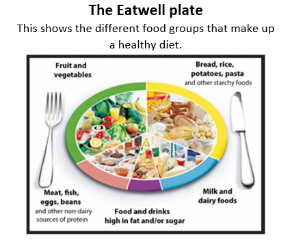 The Eatwell plate
This shows the different food groups that make up
a healthy diet.
Fruit and
vegetables
Bread, rice,
potatoes, pasta
and other starchy foods
Meat, fish,
eggs, beans
and other non-dairy
sources of protein
Food and drinks
high in fat and/or sugar
Milk and
dairy foods